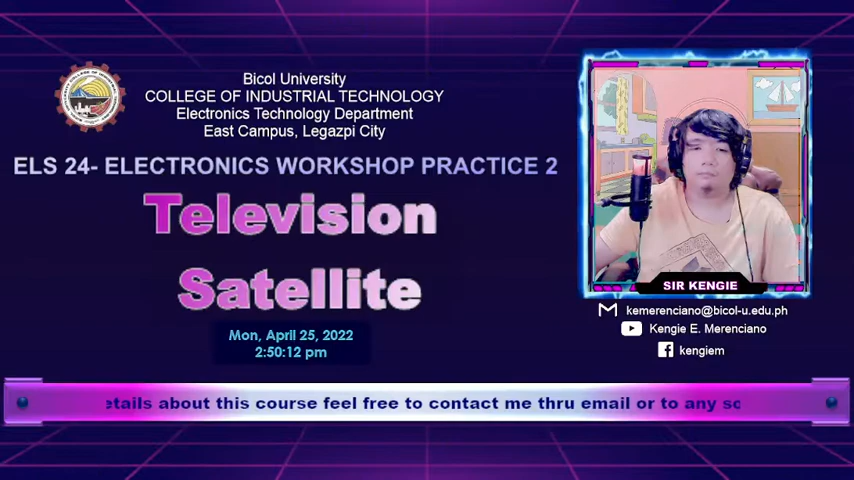 Bicol University
COLLEGE OF INDUSTRIAL TECHNOLOGY
Electronics Technology Department
East Campus, Legazpi City
ELS 24- ELECTRONICS WORKSHOP PRACTICE 2
Television
Satellite
Mon, April 25, 2022
2:50:12 pm
SIR KENGIE
kemerenciano@bicol-u.edu.ph
Kengie E. Merenciano
kengiem
about this course feel free to contact me thru email or to any